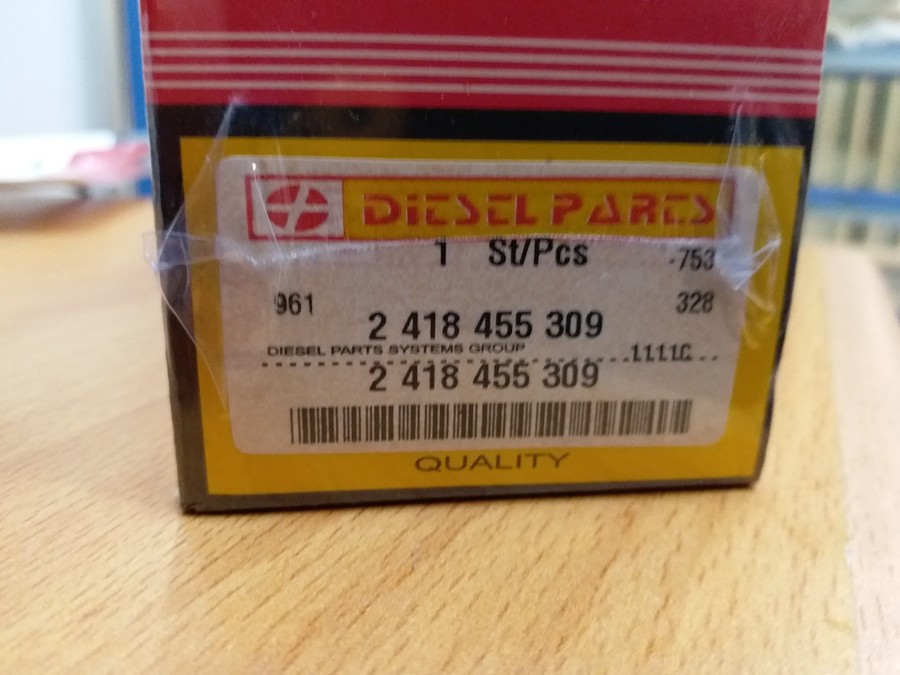 DIESEL PARTS
1 St/Pcs -753
961 328
2 418 455 309
DIESEL PARTS SYSTEMS GROUP 1111C
2 418 455 309
QUALITY